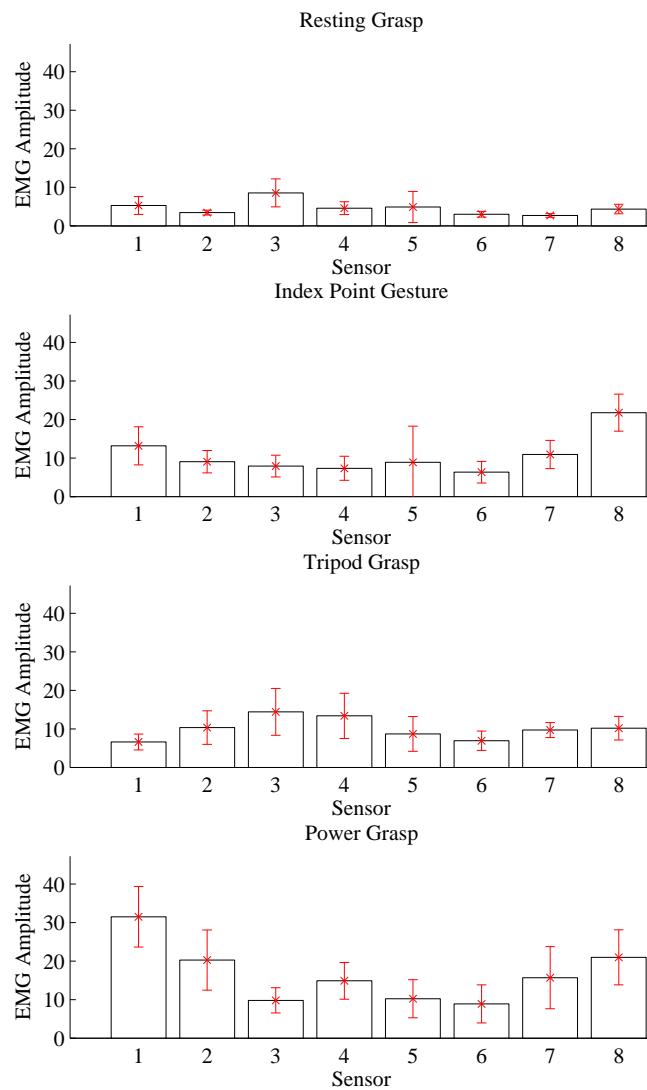 Resting Grasp
EMG Amplitude
40
30
20
10
0
1 2 3 4 5 6 7 8
Sensor
Index Point Gesture
EMG Amplitude
40
30
20
10
0
1 2 3 4 5 6 7 8
Sensor
Tripod Grasp
EMG Amplitude
40
30
20
10
0
1 2 3 4 5 6 7 8
Sensor
Power Grasp
EMG Amplitude
40
30
20
10
0
1 2 3 4 5 6 7 8
Sensor